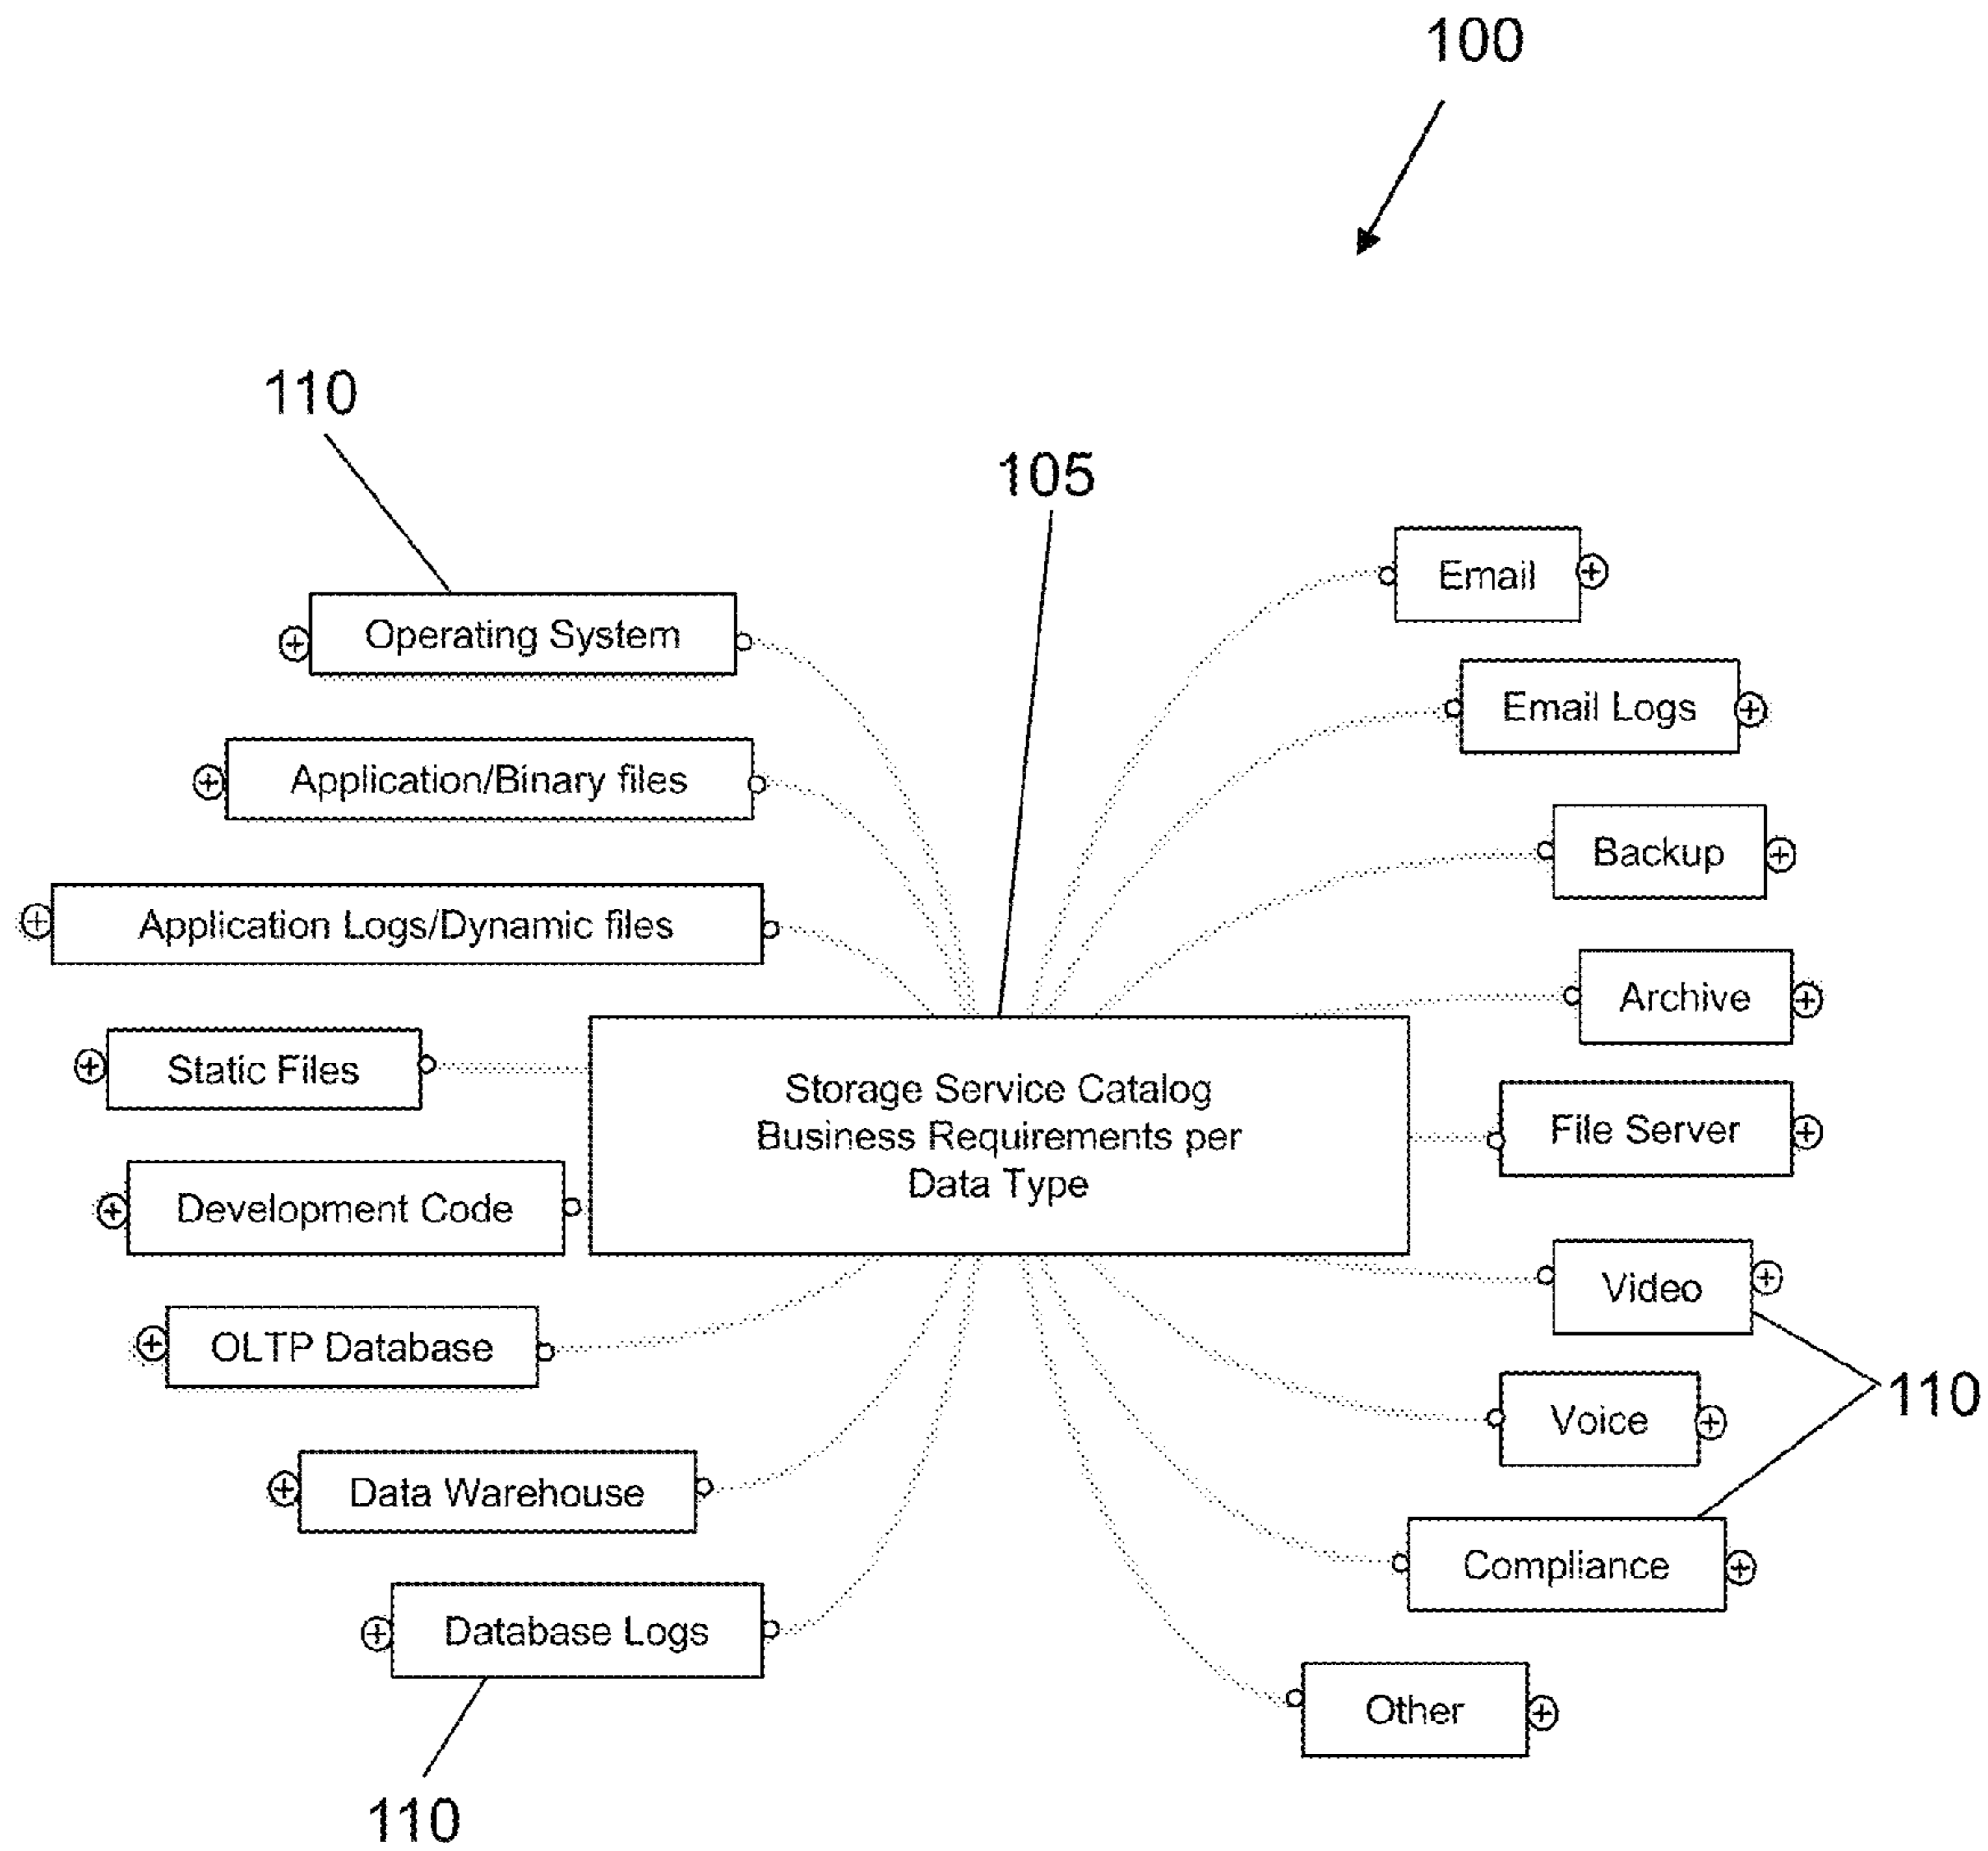 100
110
105
Operating System
Application/Binary files
Application Logs/Dynamic files
Static Files
Development Code
OLTP Database
Data Warehouse
Database Logs
110
Storage Service Catalog
Business Requirements per
Data Type
Email
Email Logs
Backup
Archive
File Server
Video
Voice
110
Compliance
Other